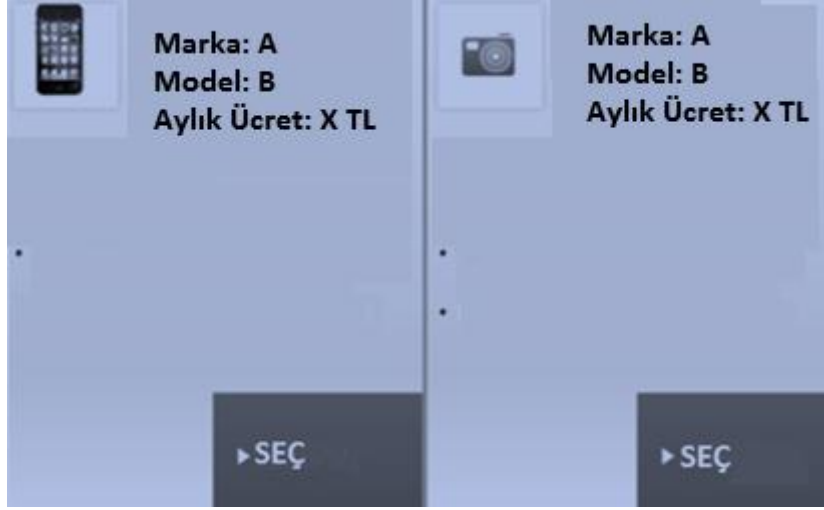 Marka: A
Model: B
Aylık Ücret: X TL
SEÇ
Marka: A
Model: B
Aylık Ücret: X TL
SEÇ